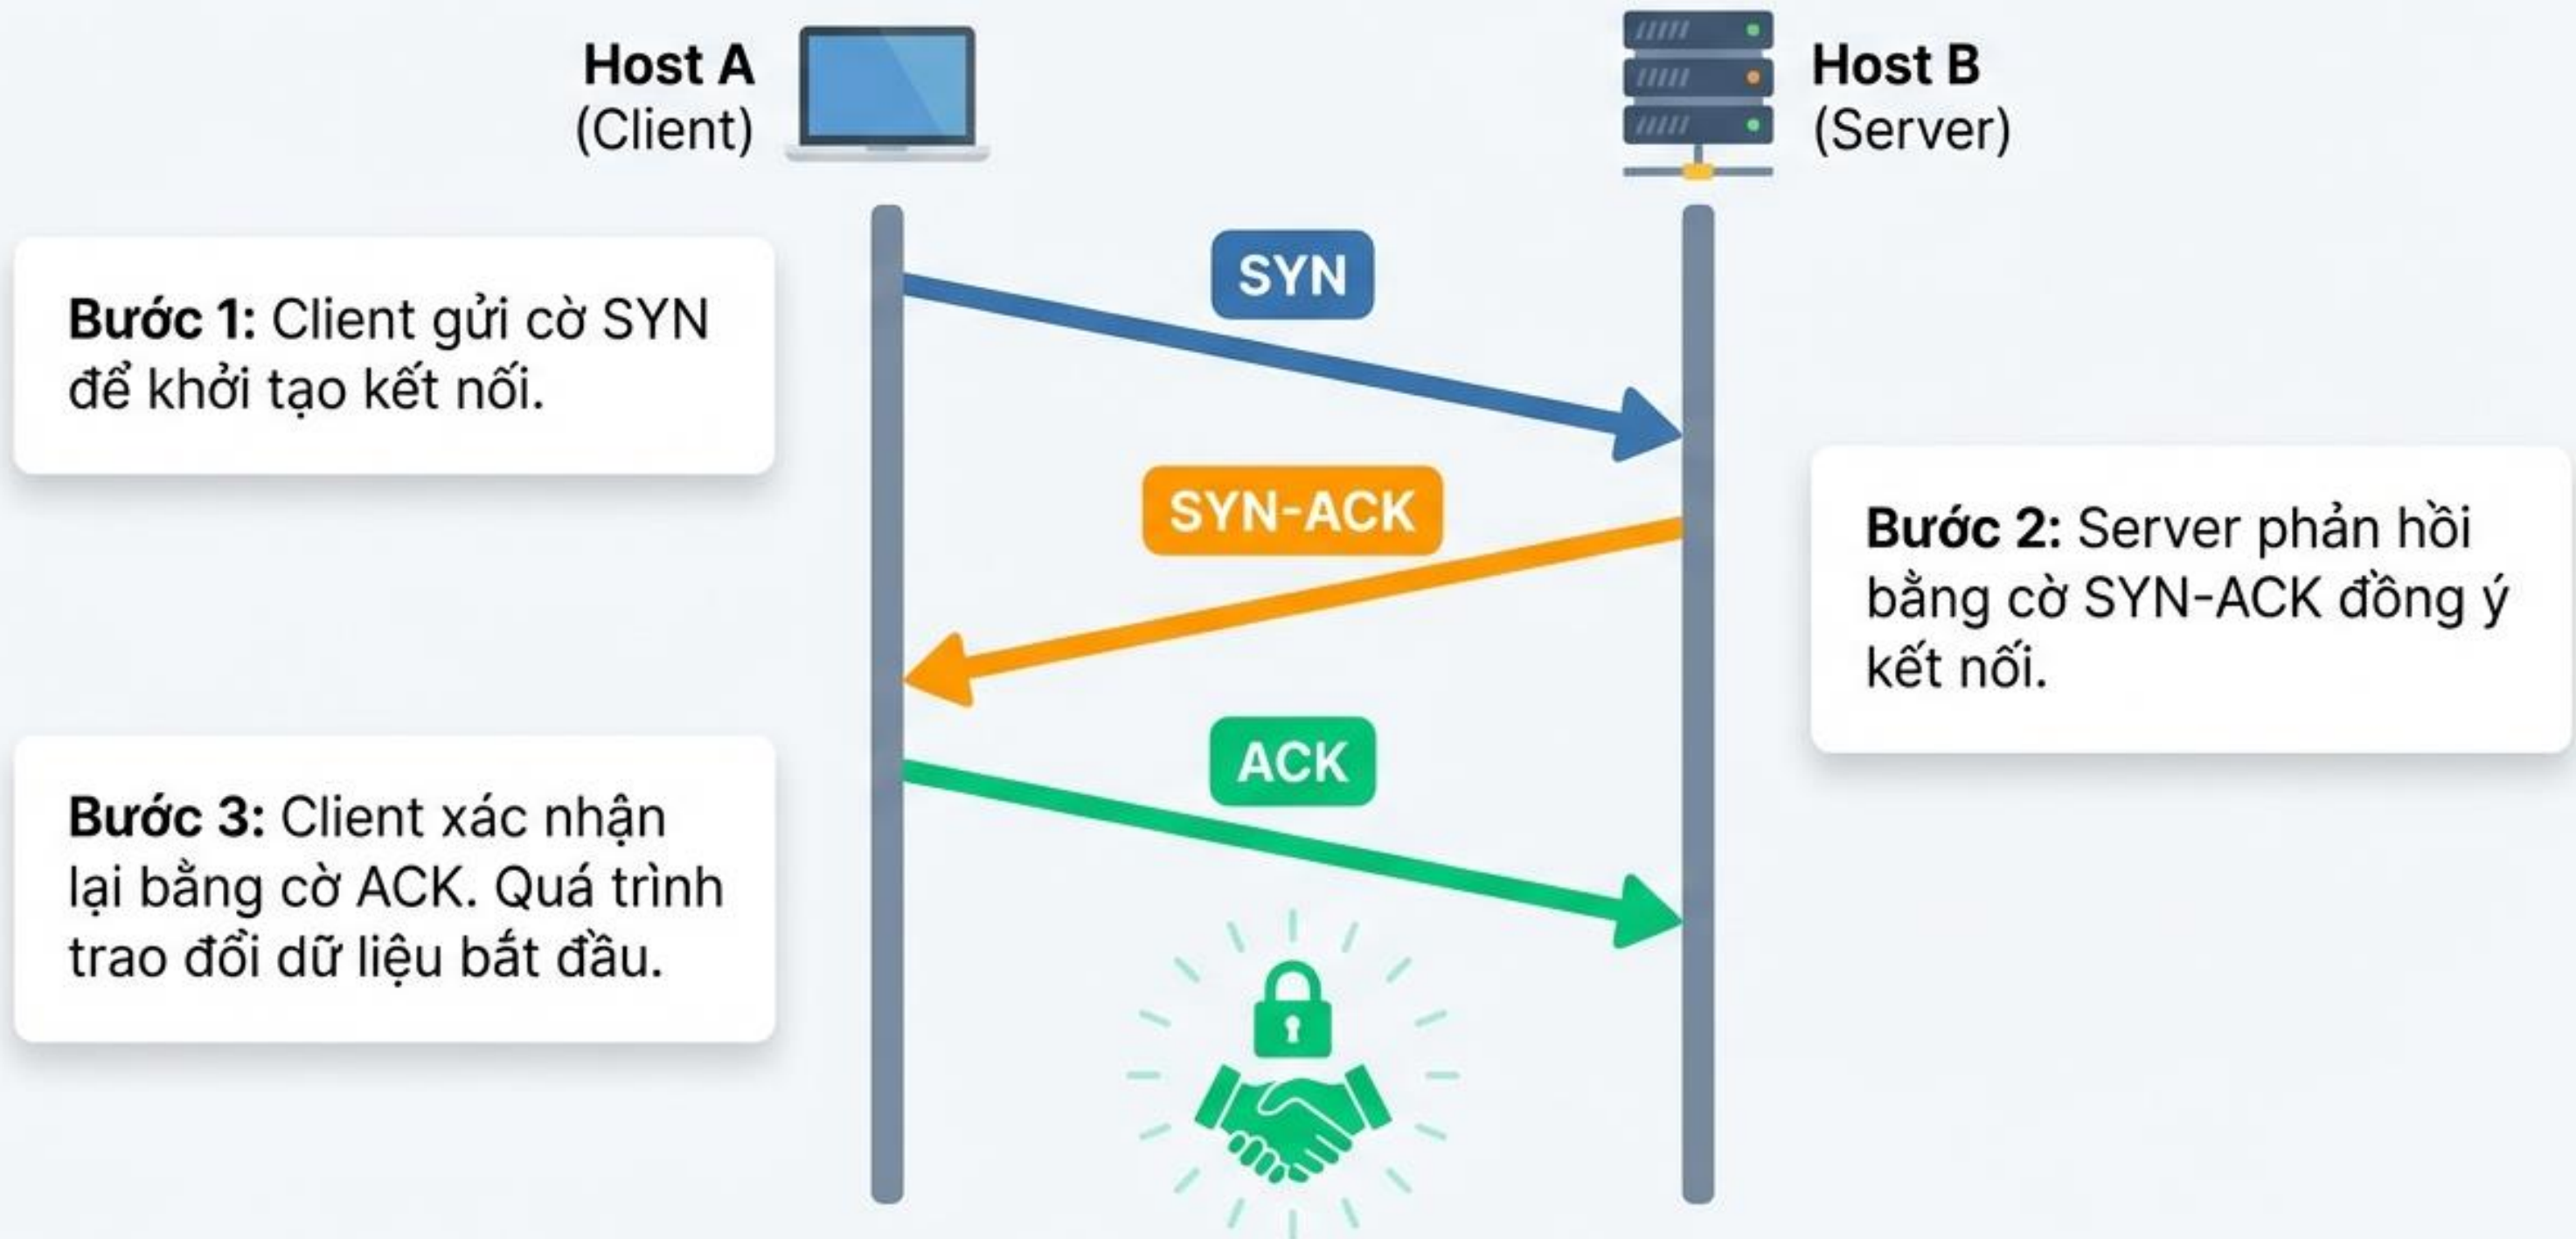 Host A
(Client)
Host B
(Server)
SYN
Bước 1: Client gửi cờ SYN
để khởi tạo kết nối.
SYN-ACK
Bước 2: Server phản hồi
bằng cờ SYN-ACK đồng ý
kết nối.
ACK
Bước 3: Client xác nhận
lại bằng cờ ACK. Quá trình
trao đổi dữ liệu bắt đầu.